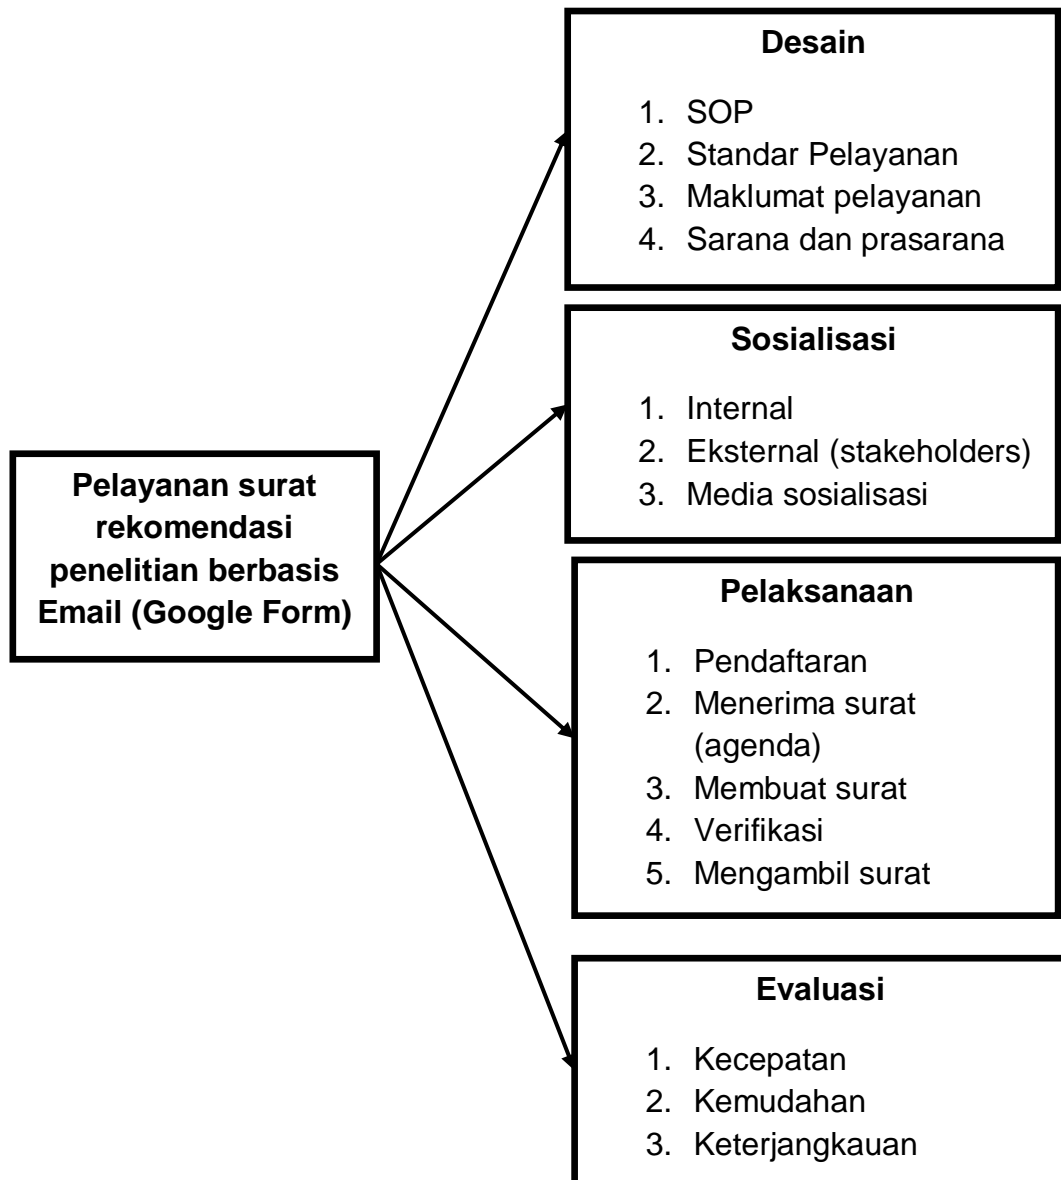 Pelayanan surat
rekomendasi
penelitian berbasis
Email (Google Form)
Desain
1. SOP
2. Standar Pelayanan
3. Maklumat pelayanan
4. Sarana dan prasarana
Sosialisasi
1. Internal
2. Eksternal (stakeholders)
3. Media sosialisasi
Pelaksanaan
1. Pendaftaran
2. Menerima surat
(agenda)
3. Membuat surat
4. Verifikasi
5. Mengambil surat
Evaluasi
1. Kecepatan
2. Kemudahan
3. Keterjangkauan